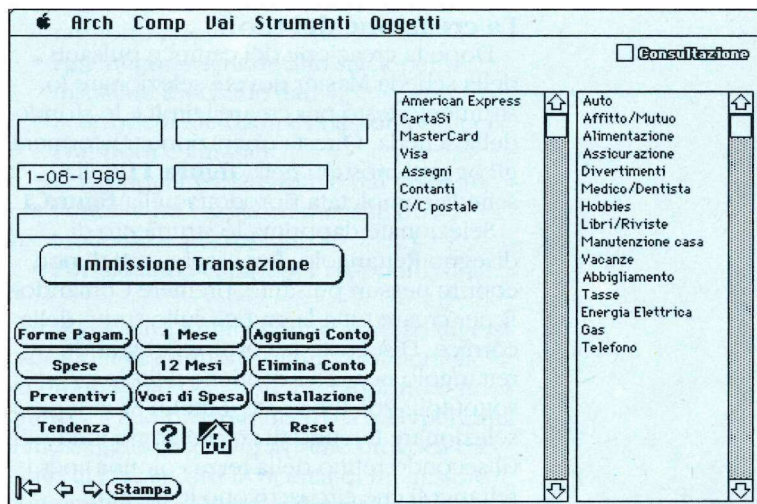 Arch Comp Vai Strumenti Oggetti
Consultazione
1-08-1989
Immissione Transazione
Forme Pagam. 1 Mese Aggiungi Conto
Spese 12 Mesi Elimina Conto
Preventivi Voci di Spesa Installazione
Tendenza ? Reset
Stampa
American Express
CartaSi
MasterCard
Visa
Assegni
Contanti
C/C postale
Auto
Affitto/Mutuo
Alimentazione
Assicurazione
Divertimenti
Medico/Dentista
Hobbies
Libri/Riviste
Manutenzione casa
Vacanze
Abbigliamento
Tasse
Energia Elettrica
Gas
Telefono